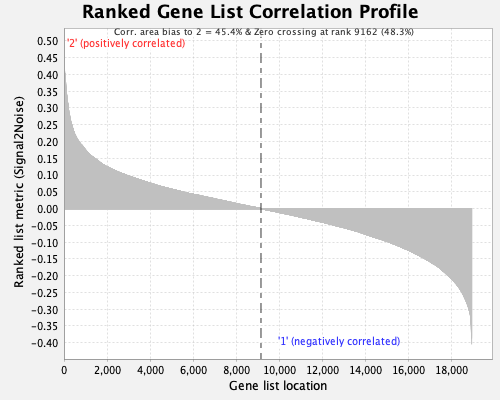 Ranked Gene List Correlation Profile
Corr. area bias to 2 = 45.4% & Zero crossing at rank 9162 (48.3%)
'2' (positively correlated)
0.50
0.45
0.40
0.35
0.30
0.25
0.20
0.15
0.10
0.05
0.00
-0.05
-0.10
-0.15
-0.20
-0.25
-0.30
-0.35
-0.40
Ranked list metric (Signal2Noise)
'1' (negatively correlated)
0 2,000 4,000 6,000 8,000 10,000 12,000 14,000 16,000 18,000
Gene list location